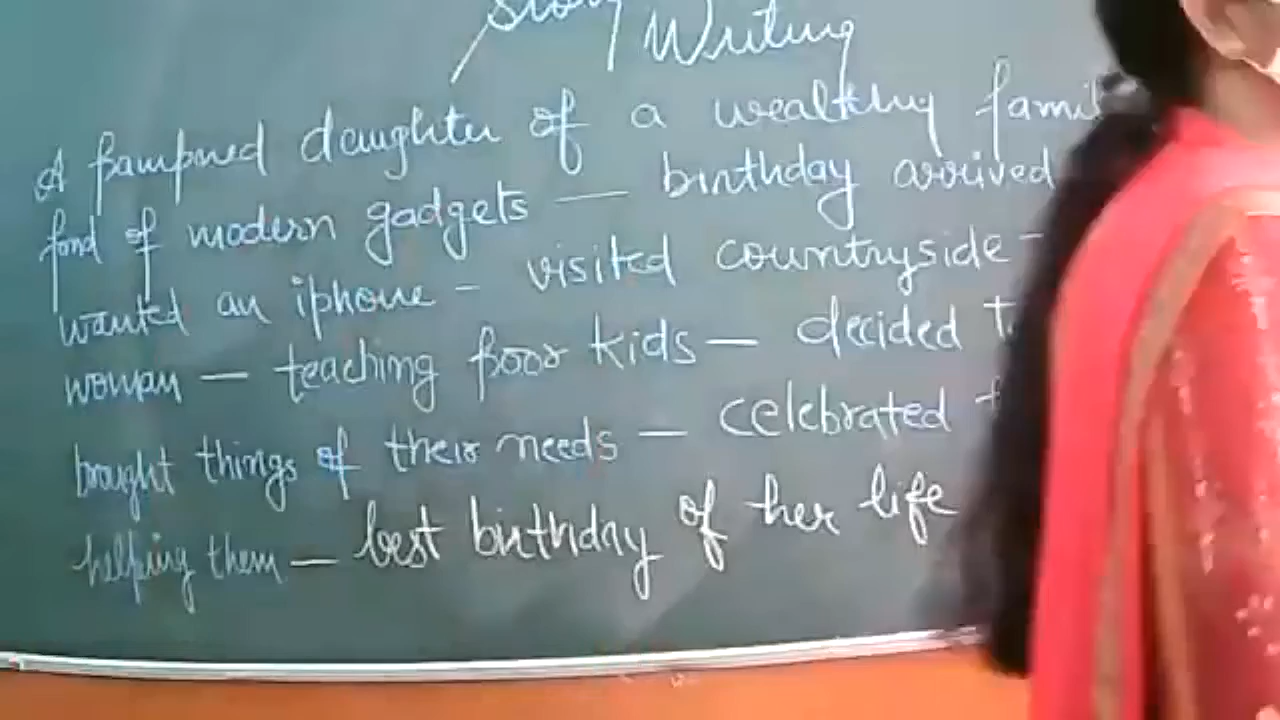 Story Writing
A pampered daughter of a wealthy
fond of modern gadgets — birthday arrived
wanted an iphone - visited countryside -
woman — teaching poor kids — decided
bought things of their needs — celebrated
helping them — best birthday of her life